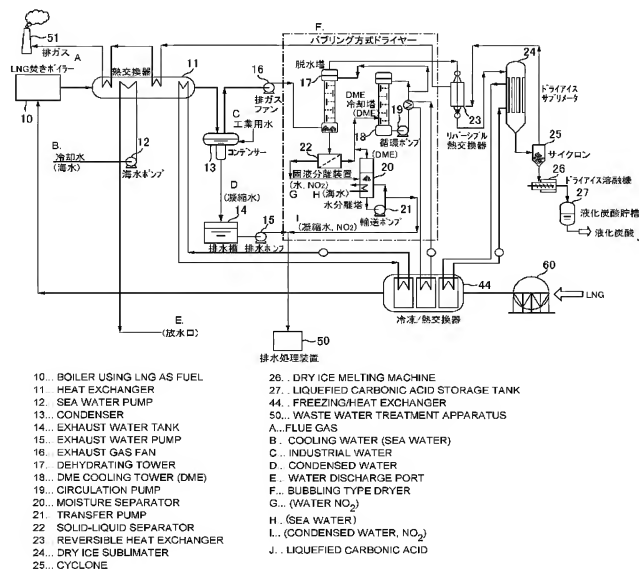 51
排ガス
A
LNG焚きボイラー
10
熱交換器
11
16
排ガス
ファン
F.
バブリング方式ドライヤー
脱水塔
17
DME
冷却塔
(DME)
18
19
循環ポンプ
23
リバーシブル
熱交換器
24
ドライアイス
サブリメータ
25
サイクロン
26
ドライアイス溶融機
27
液化炭酸貯槽
液化炭酸
J
B.
冷却水
(海水)
12
海水ポンプ
C
工業用水
コンデンサー
13
D
(凝縮水)
14
排水槽
15
排水ポンプ
22
固液分離装置
(DME)
20
G
(水, NO2)
H
(海水)
水分離塔
21
輸送ポンプ
I
(凝縮水, NO2)
E.
(放水口)
44
冷凍/熱交換器
60
LNG
50
排水処理装置
10... BOILER USING LNG AS FUEL
11... HEAT EXCHANGER
12... SEA WATER PUMP
13... CONDENSER
14... EXHAUST WATER TANK
15... EXHAUST WATER PUMP
16... EXHAUST GAS FAN
17... DEHYDRATING TOWER
18... DME COOLING TOWER (DME)
19... CIRCULATION PUMP
20... MOISTURE SEPARATOR
21... TRANSFER PUMP
22 SOLID-LIQUID SEPARATOR
23 REVERSIBLE HEAT EXCHANGER
24... DRY ICE SUBLIMATER
25... CYCLONE
26. . DRY ICE MELTING MACHINE
27. . LIQUEFIED CARBONIC ACID STORAGE TANK
44... FREEZING/HEAT EXCHANGER
50... WASTE WATER TREATMENT APPARATUS
A... FLUE GAS
B. . COOLING WATER (SEA WATER)
C... INDUSTRIAL WATER
D... CONDENSED WATER
E. . WATER DISCHARGE PORT
F... BUBBLING TYPE DRYER
G... (WATER NO2)
H. . (SEA WATER)
I... (CONDENSED WATER, NO2)
J. . LIQUEFIED CARBONIC ACID